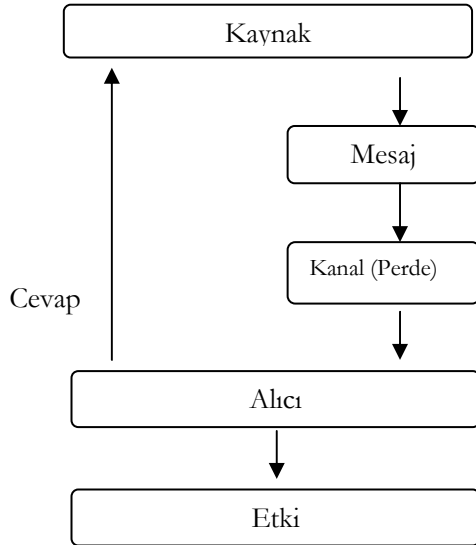 Kaynak
Mesaj
Kanal (Perde)
Cevap
Alıcı
Etki